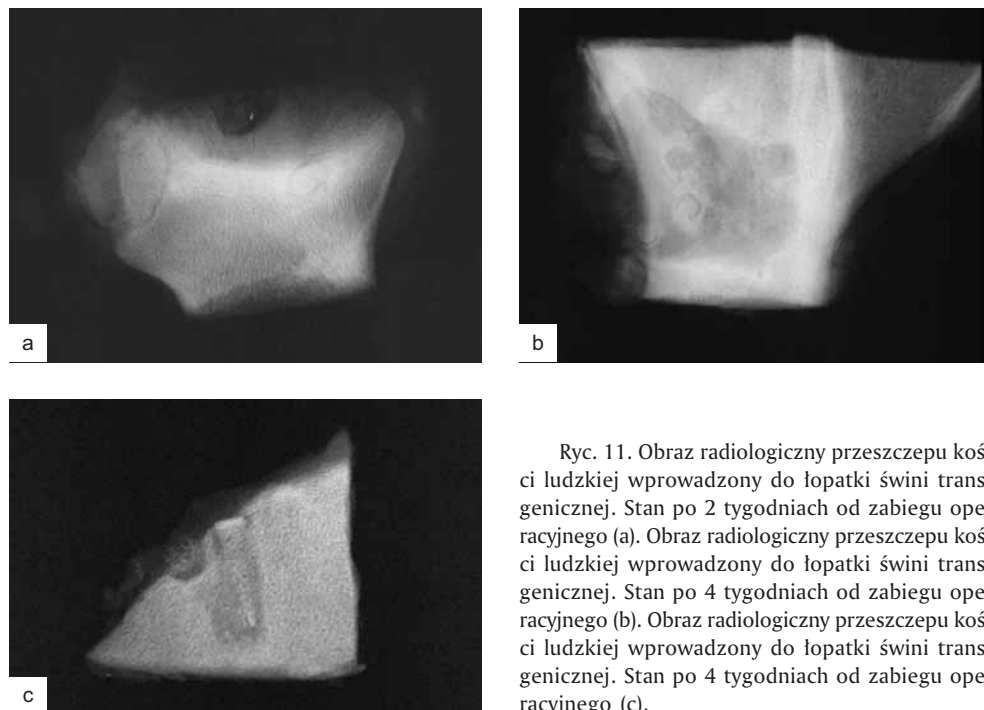 a
b
c
Ryc. 11. Obraz radiologiczny przeszczepu koś
ci ludzkiej wprowadzony do łopatki świni trans
genicznej. Stan po 2 tygodniach od zabiegu ope
racyjnego (a). Obraz radiologiczny przeszczepu koś
ci ludzkiej wprowadzony do łopatki świni trans
genicznej. Stan po 4 tygodniach od zabiegu ope
racyjnego (b). Obraz radiologiczny przeszczepu koś
ci ludzkiej wprowadzony do łopatki świni trans
genicznej. Stan po 4 tygodniach od zabiegu ope
racyjnego (c).